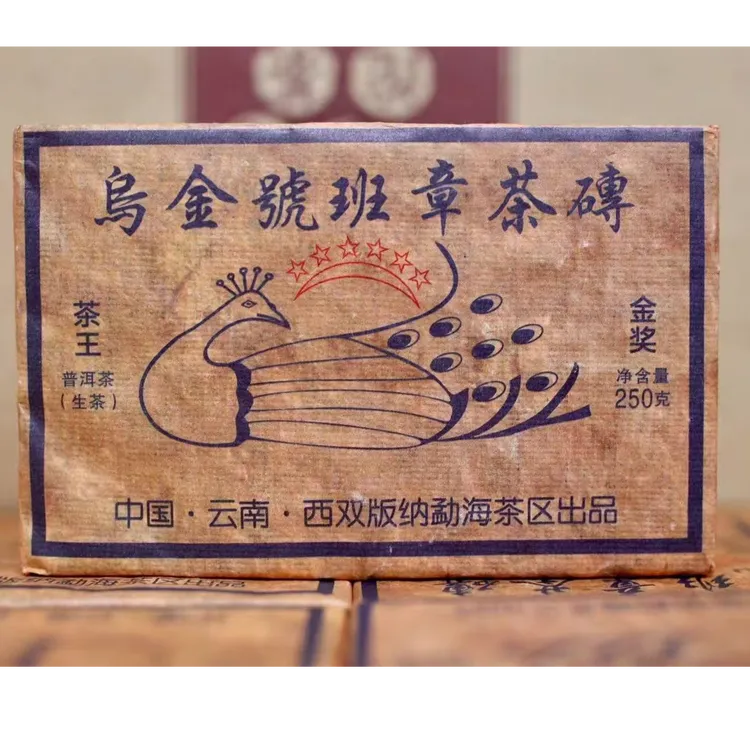 烏金號班章茶磚
茶王
普洱茶
（生茶）
金奖
净含量
250克
中国·云南·西双版纳勐海茶区出品